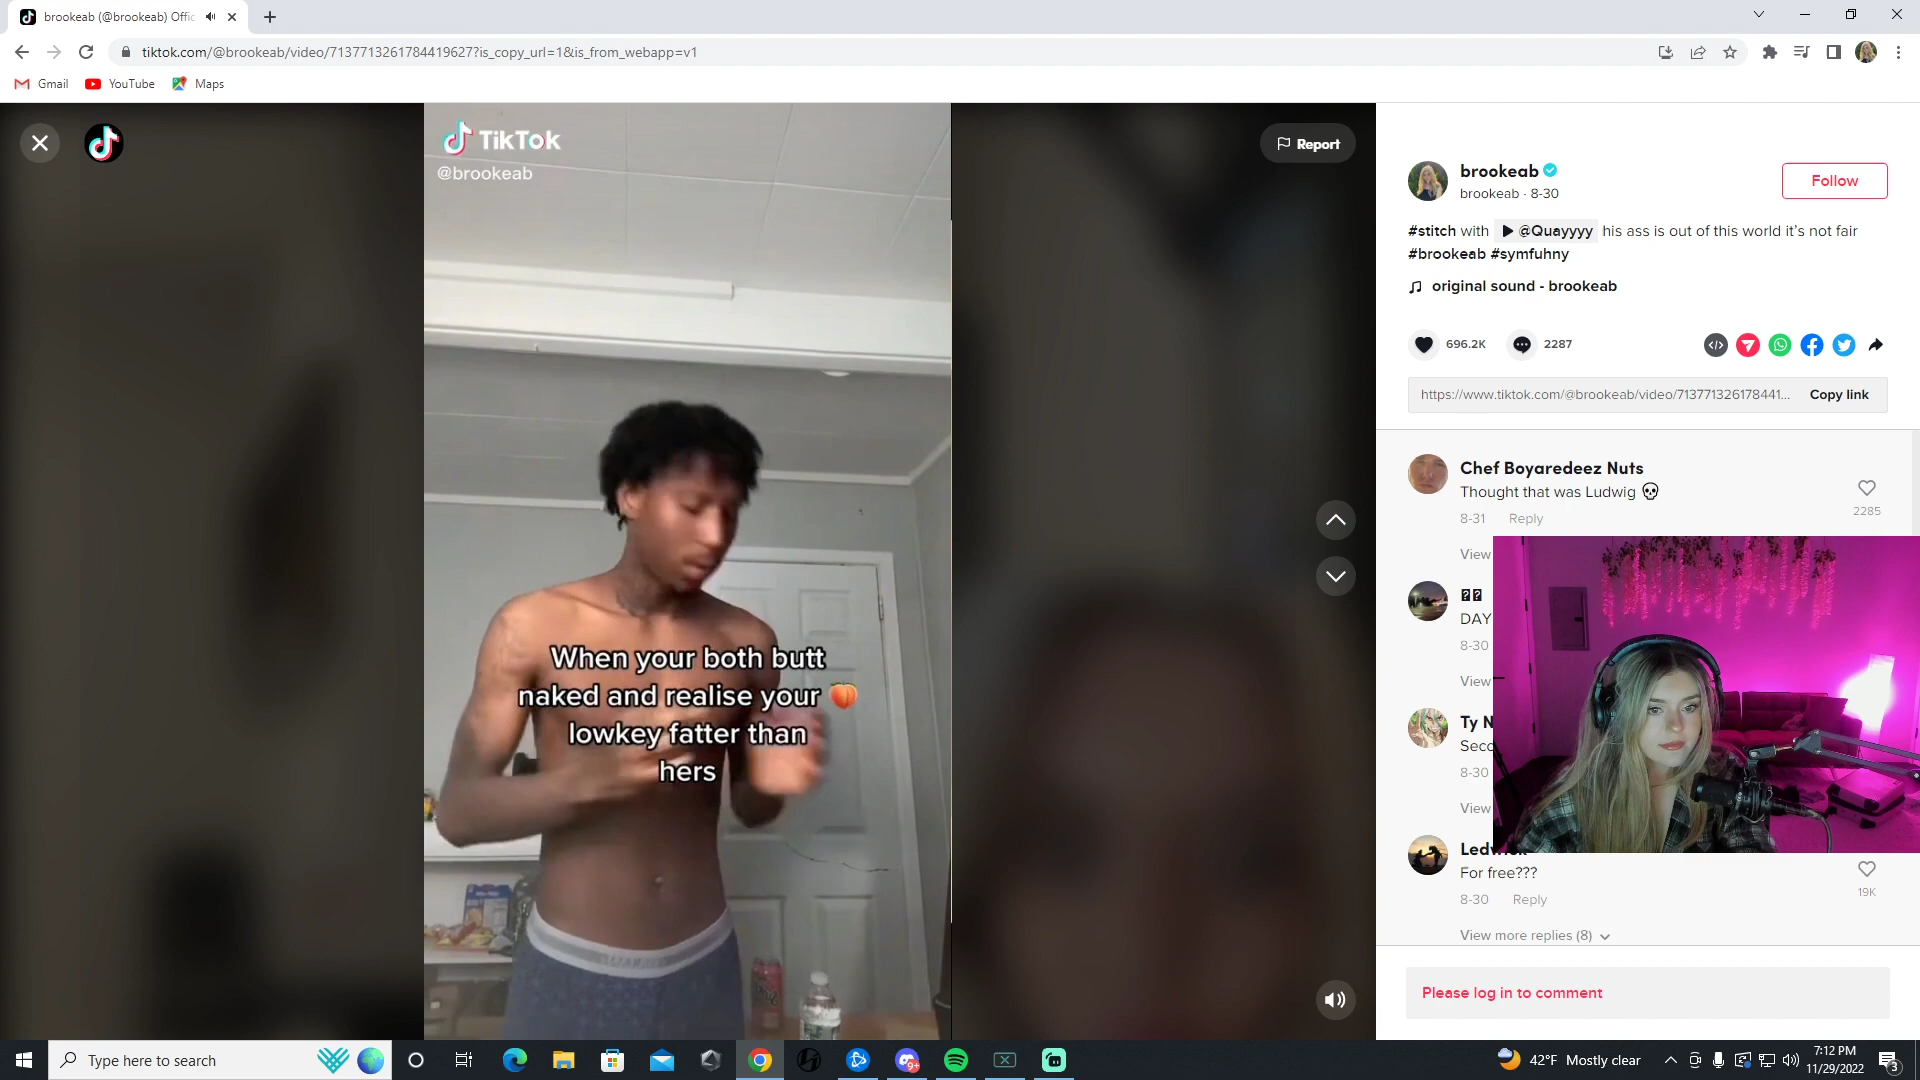 brookeab (@brookeab) Offic
tiktok.com/@brookeab/video/7137713261784419627?is_copy_url=1&is_from_webapp=v1
Gmail
YouTube
Maps
TikTok
@brookeab
Report
When your both butt
naked and realise your 🍑
lowkey fatter than
hers
brookeab
brookeab · 8-30
Follow
#stitch with ▶ @Quayyyy his ass is out of this world it’s not fair
#brookeab #symfuhny
original sound - brookeab
696.2K
2287
https://www.tiktok.com/@brookeab/video/713771326178441...
Copy link
Chef Boyaredeez Nuts
Thought that was Ludwig 💀
8-31 Reply
2285
View
DAY
8-30
View
Ty N
Seco
8-30
View
For free???
8-30 Reply
19K
View more replies (8)
Please log in to comment
Type here to search
9+
42°F Mostly clear
7:12 PM
11/29/2022
3